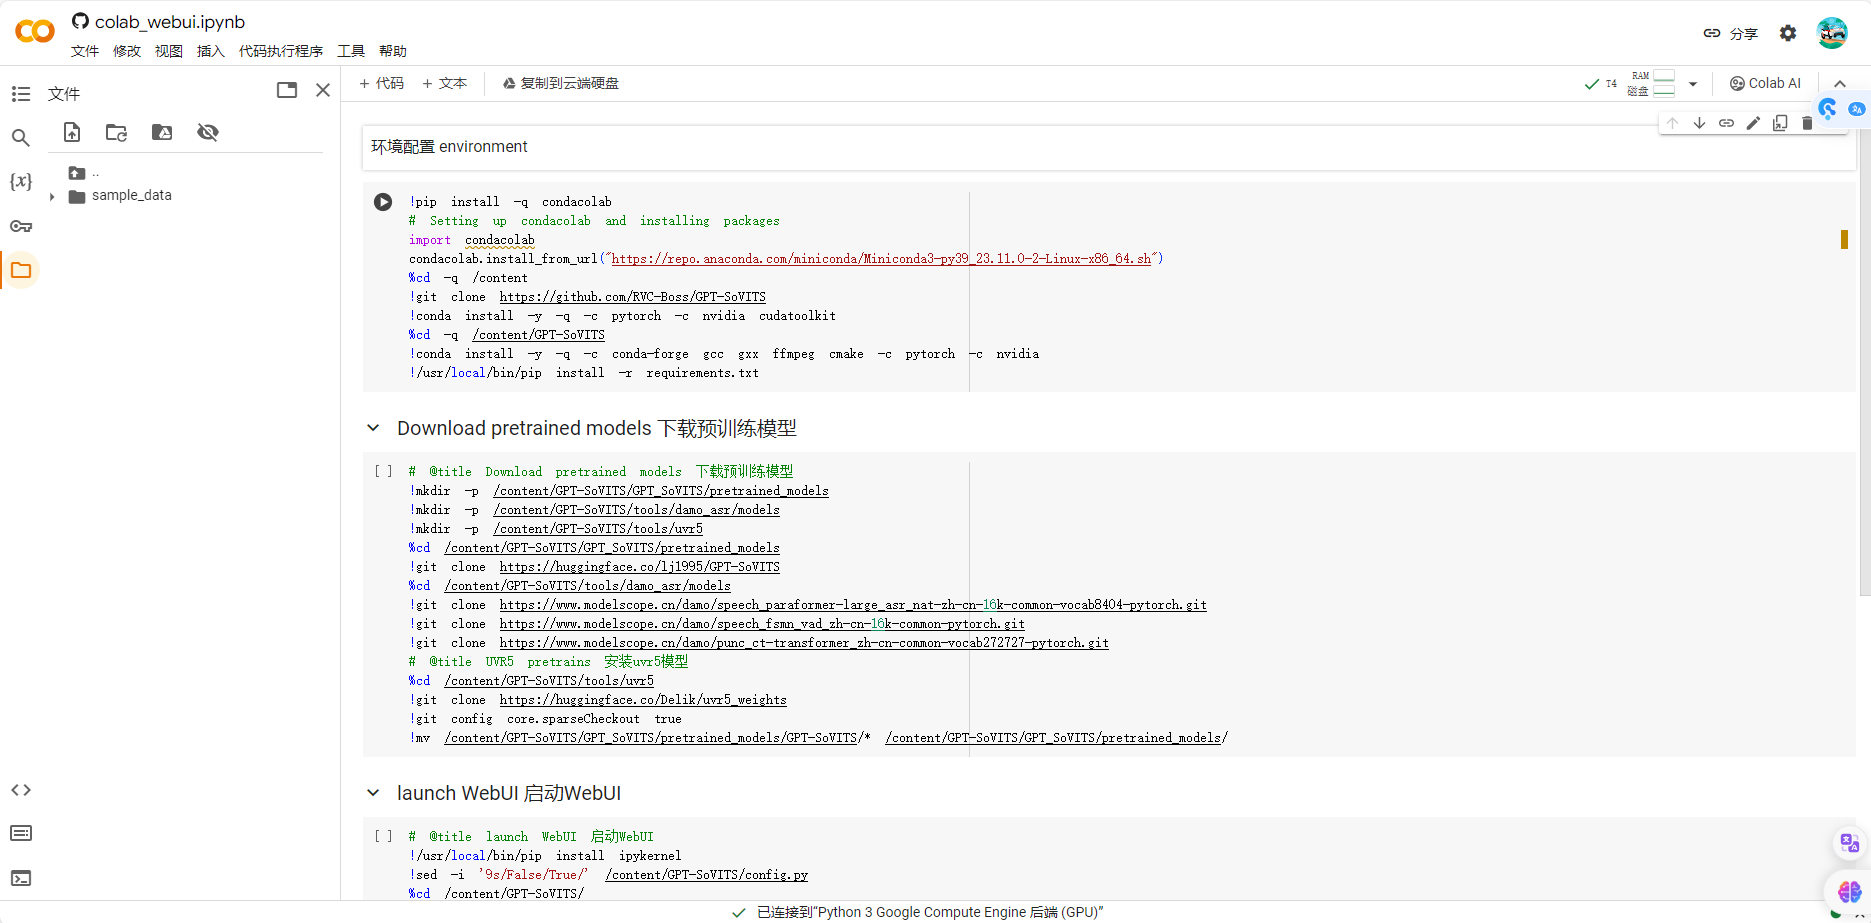 colab_webui.ipynb
文件 修改 视图 插入 代码执行程序 工具 帮助
分享
文件
+ 代码 + 文本 复制到云端硬盘
T4 RAM 磁盘 Colab AI
..
sample_data
环境配置 environment
!pip install -q condacolab
# Setting up condacolab and installing packages
import condacolab
condacolab.install_from_url("https://repo.anaconda.com/miniconda/Miniconda3-py39_23.11.0-2-Linux-x86_64.sh")
%cd -q /content
!git clone https://github.com/RVC-Boss/GPT-SoVITS
!conda install -y -q -c pytorch -c nvidia cudatoolkit
%cd -q /content/GPT-SoVITS
!conda install -y -q -c conda-forge gcc gxx ffmpeg cmake -c pytorch -c nvidia
!/usr/local/bin/pip install -r requirements.txt
Download pretrained models 下载预训练模型
[ ] # @title Download pretrained models 下载预训练模型
!mkdir -p /content/GPT-SoVITS/GPT_SoVITS/pretrained_models
!mkdir -p /content/GPT-SoVITS/tools/damo_asr/models
!mkdir -p /content/GPT-SoVITS/tools/uvr5
%cd /content/GPT-SoVITS/GPT_SoVITS/pretrained_models
!git clone https://huggingface.co/lj1995/GPT-SoVITS
%cd /content/GPT-SoVITS/tools/damo_asr/models
!git clone https://www.modelscope.cn/damo/speech_paraformer-large_asr_nat-zh-cn-16k-common-vocab8404-pytorch.git
!git clone https://www.modelscope.cn/damo/speech_fsmn_vad_zh-cn-16k-common-pytorch.git
!git clone https://www.modelscope.cn/damo/punc_ct-transformer_zh-cn-common-vocab272727-pytorch.git
# @title UVR5 pretrains 安装uvr5模型
%cd /content/GPT-SoVITS/tools/uvr5
!git clone https://huggingface.co/Delik/uvr5_weights
!git config core.sparseCheckout true
!mv /content/GPT-SoVITS/GPT_SoVITS/pretrained_models/GPT-SoVITS/* /content/GPT-SoVITS/GPT_SoVITS/pretrained_models/
launch WebUI 启动WebUI
[ ] # @title launch WebUI 启动WebUI
!/usr/local/bin/pip install ipykernel
!sed -i '9s/False/True/' /content/GPT-SoVITS/config.py
%cd /content/GPT-SoVITS/
已连接到“Python 3 Google Compute Engine 后端 (GPU)”